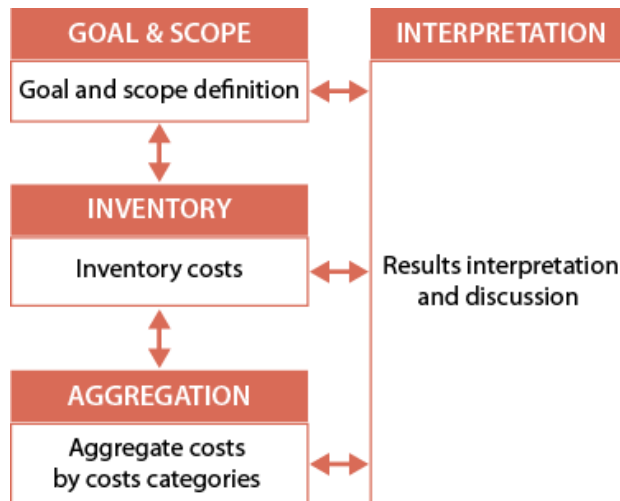 GOAL & SCOPE
Goal and scope definition
INVENTORY
Inventory costs
AGGREGATION
Aggregate costs
by costs categories
INTERPRETATION
Results interpretation
and discussion